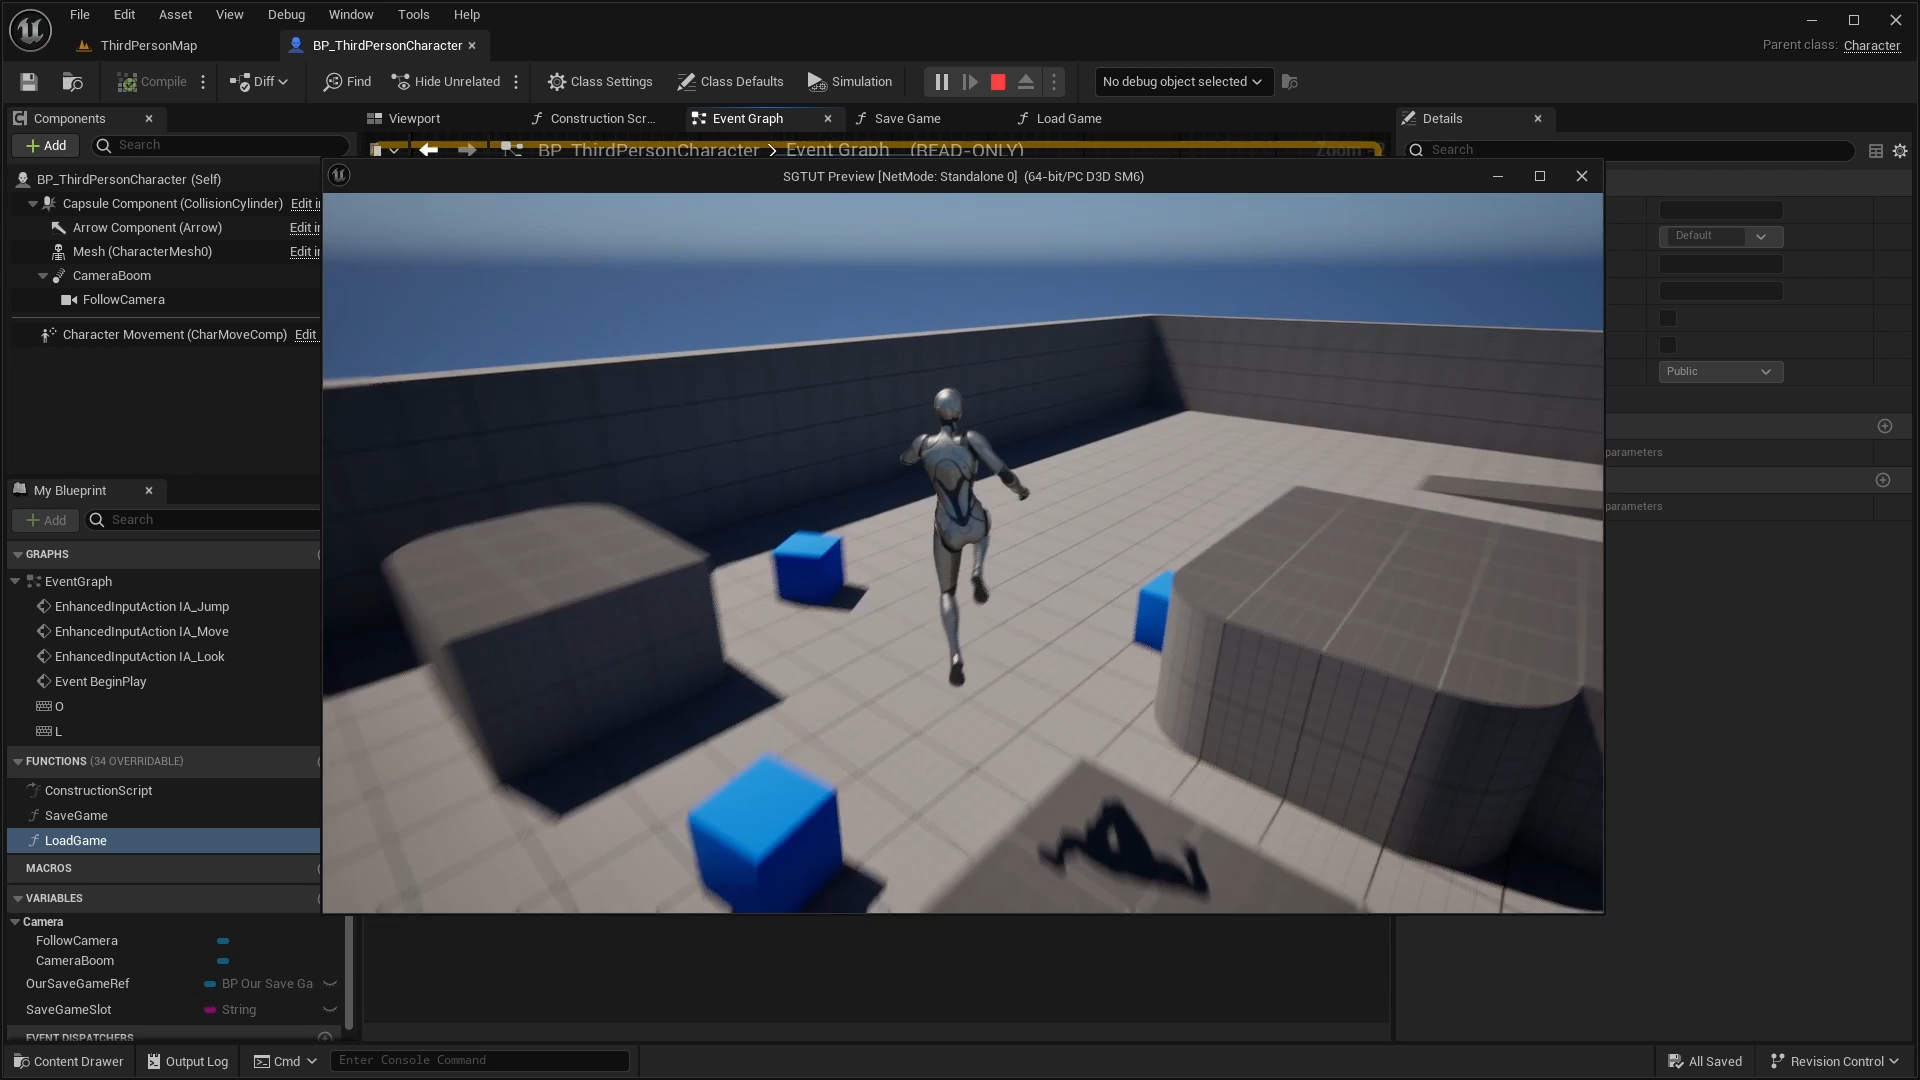 File Edit Asset View Debug Window Tools Help
ThirdPersonMap BP_ThirdPersonCharacter
Parent class: Character
Compile Diff Find Hide Unrelated Class Settings Class Defaults Simulation No debug object selected
Components Viewport Construction Scr... Event Graph Save Game Load Game Details
Add Search BP_ThirdPersonCharacter > Event Graph (READ-ONLY) Zoom Search
SGTUT Preview [NetMode: Standalone 0] (64-bit/PC D3D SM6)
BP_ThirdPersonCharacter (Self)
Capsule Component (CollisionCylinder) Edit i
Arrow Component (Arrow) Edit i
Mesh (CharacterMesh0) Edit i
CameraBoom
FollowCamera
Character Movement (CharMoveComp) Edit
Default
Public
parameters
parameters
My Blueprint
Add Search
GRAPHS
EventGraph
EnhancedInputAction IA_Jump
EnhancedInputAction IA_Move
EnhancedInputAction IA_Look
Event BeginPlay
O
L
FUNCTIONS (34 OVERRIDABLE)
ConstructionScript
SaveGame
LoadGame
MACROS
VARIABLES
Camera
FollowCamera
CameraBoom
OurSaveGameRef BP Our Save Ga
SaveGameSlot String
EVENT DISPATCHERS
Content Drawer Output Log Cmd Enter Console Command All Saved Revision Control